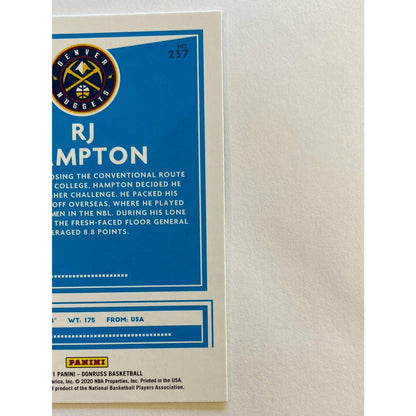 DENVER
NUGGETS
NO.
237
RJ
AMPTON
OSING THE CONVENTIONAL ROUTE
COLLEGE, HAMPTON DECIDED HE
HER CHALLENGE. HE PACKED HIS
OFF OVERSEAS, WHERE HE PLAYED
MEN IN THE NBL. DURING HIS LONE
THE FRESH-FACED FLOOR GENERAL
ERAGED 8.8 POINTS.
WT: 175 FROM: USA
PANINI
1 PANINI – DONRUSS BASKETBALL
erica, Inc. © 2020 NBA Properties, Inc. Printed in the USA.
d product of the National Basketball Players Association.